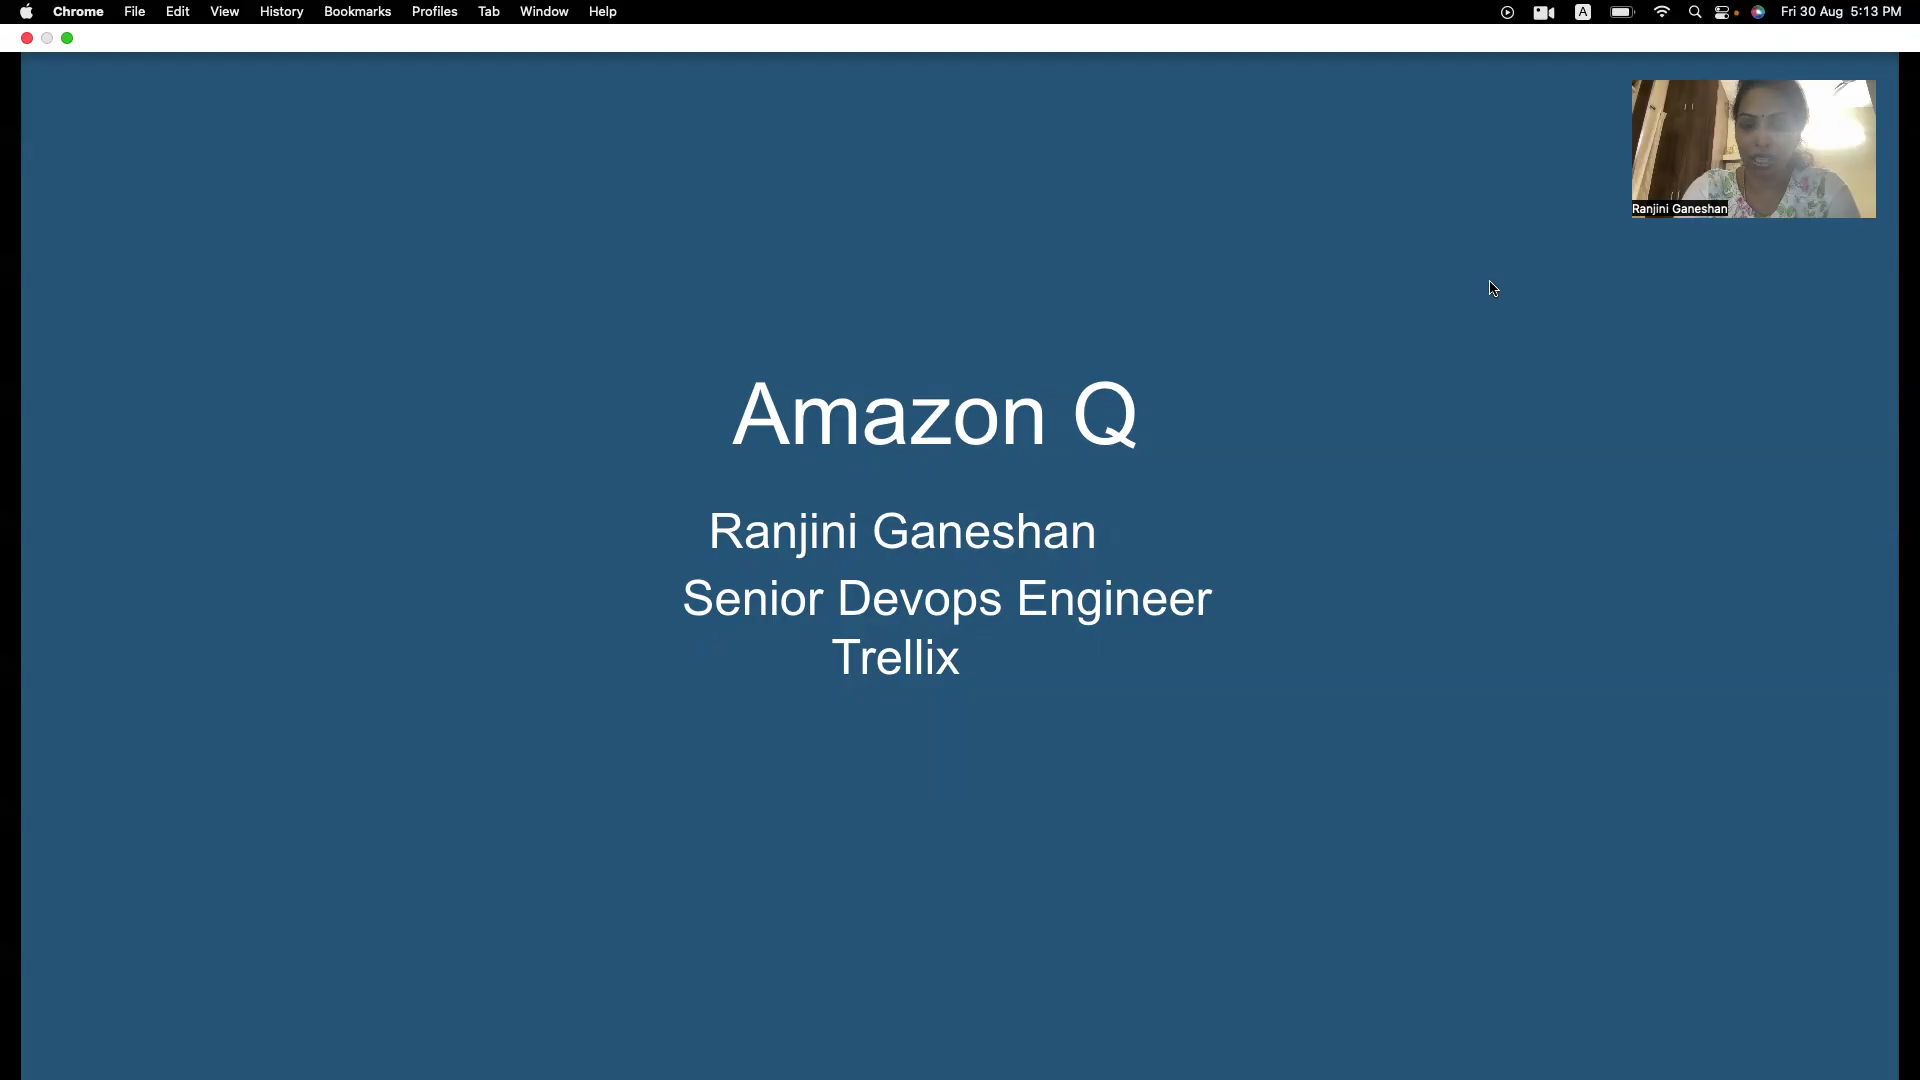 Chrome File Edit View History Bookmarks Profiles Tab Window Help A Fri 30 Aug 5:13 PM
Ranjini Ganeshan
Amazon Q
Ranjini Ganeshan
Senior Devops Engineer
Trellix